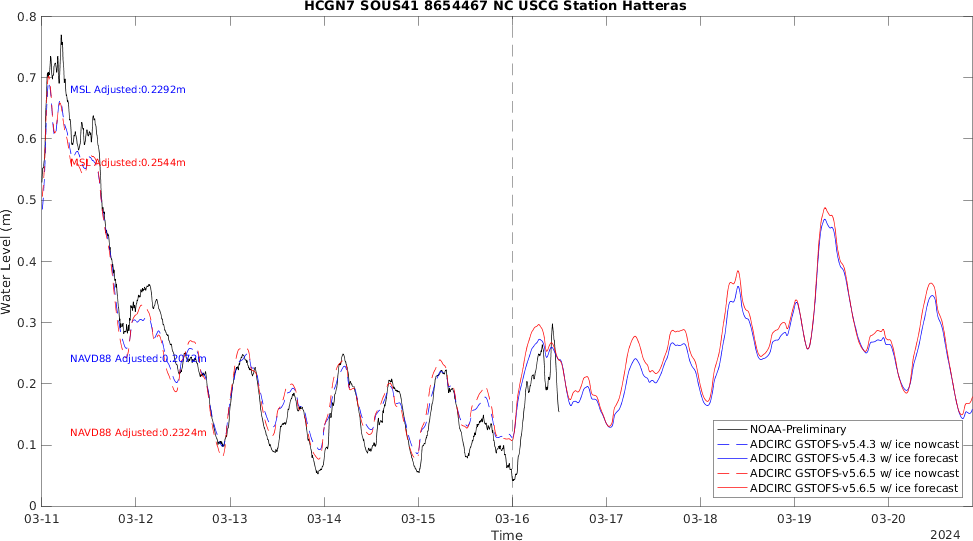 HCGN7 SOUS41 8654467 NC USCG Station Hatteras
0.8
0.7
0.6
0.5
0.4
0.3
0.2
0.1
0
Water Level (m)
MSL Adjusted:0.2292m
MSL Adjusted:0.2544m
NAVD88 Adjusted:0.2072m
NAVD88 Adjusted:0.2324m
NOAA-Preliminary
ADCIRC GSTOFS-v5.4.3 w/ ice nowcast
ADCIRC GSTOFS-v5.4.3 w/ ice forecast
ADCIRC GSTOFS-v5.6.5 w/ ice nowcast
ADCIRC GSTOFS-v5.6.5 w/ ice forecast
03-11 03-12 03-13 03-14 03-15 03-16 03-17 03-18 03-19 03-20
Time
2024